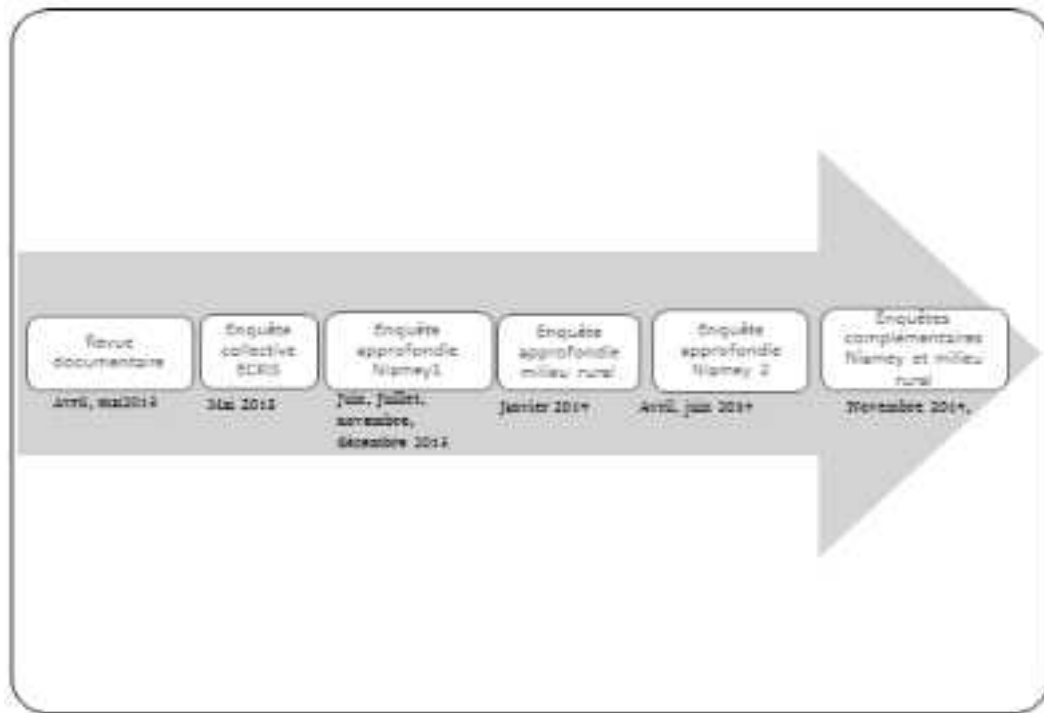 Revue
documentaire
Avril, mai2013
Enquête
collective
ECRIS
Mai 2013
Enquête
approfondie
Niamey1
Juin, Juillet,
novembre,
décembre 2013
Enquête
approfondie
milieu rural
Janvier 2014
Enquête
approfondie
Niamey 2
Avril, juin 2014
Enquêtes
complémentaires
Niamey et milieu
rural
Novembre 2014,